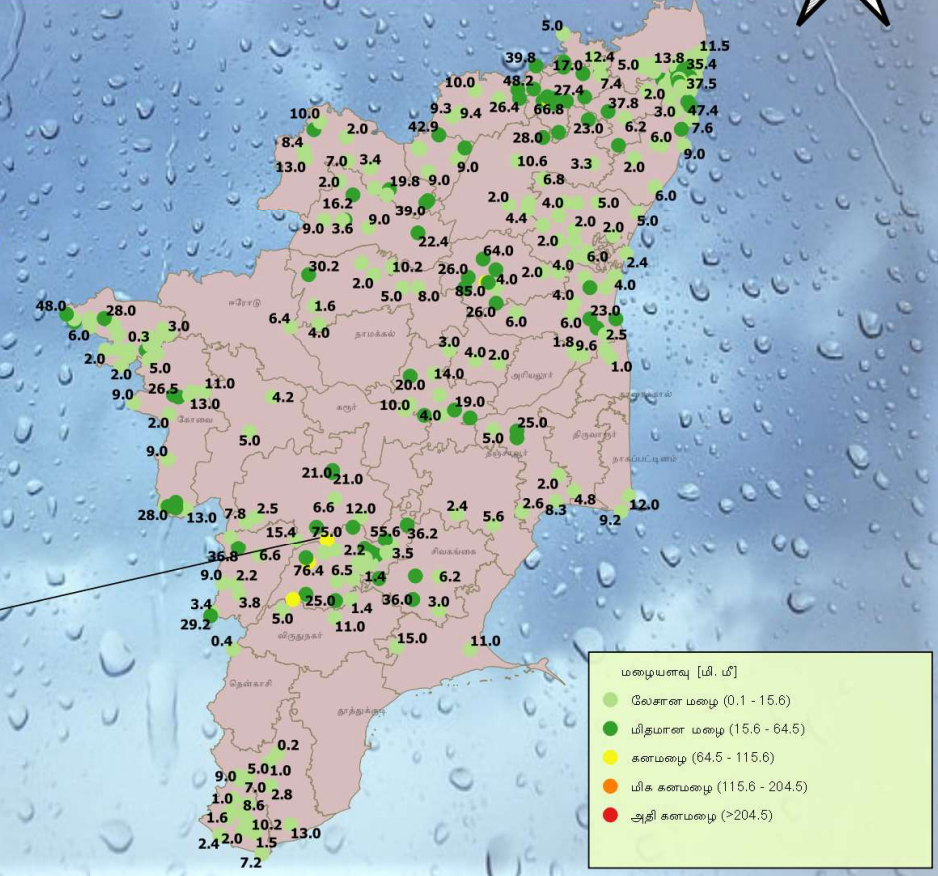 5.0
11.5
39.8 17.0 12.4 5.0 13.8 35.4
10.0 48.2 27.4 7.4 2.0 37.5
9.3 9.4 26.4 66.8 37.8 3.0 47.4
10.0 2.0 42.9 28.0 23.0 6.2 6.0 7.6
8.4 9.0
13.0 7.0 3.4 9.0 10.6 3.3 2.0
2.0 19.8 9.0 6.8
16.2 39.0 2.0 4.0 5.0 6.0
9.0 3.6 9.0 4.4 2.0 2.0 5.0
22.4 2.0
64.0 6.0 2.4
30.2 2.0 10.2 26.0 4.0 2.0 4.0 4.0
5.0 8.0 85.0 4.0
ஈரோடு
48.0 28.0 6.4 1.6 26.0 6.0 6.0 23.0
6.0 0.3 3.0 4.0 நாமக்கல் 2.5
2.0 5.0 3.0 4.0 2.0 1.8 9.6
2.0 14.0 அரியலூர் 1.0
9.0 26.5 11.0 20.0
13.0 4.2 கரூர் 10.0 4.0 19.0
2.0 கோவை 25.0
5.0 5.0 திருவாரூர்
9.0 தஞ்சாவூர் நாகப்பட்டினம்
21.0 21.0
2.0
28.0 13.0 7.8 2.5 6.6 12.0 2.4 5.6 2.6 8.3 4.8 12.0
9.2
15.4 75.0 55.6 36.2
36.8 6.6 2.2 3.5 சிவகங்கை
9.0 2.2 76.4 6.5 1.4 6.2
3.4 3.8 25.0 1.4 36.0 3.0
29.2 5.0 11.0
0.4 விருதுநகர் 15.0 11.0
தென்காசி
தூத்துக்குடி
0.2
9.0 5.0 1.0
7.0 2.8
1.0 8.6
1.6 10.2 13.0
2.4 2.0 1.5
7.2
மழையளவு [மி. மீ]
லேசான மழை (0.1 - 15.6)
மிதமான மழை (15.6 - 64.5)
கனமழை (64.5 - 115.6)
மிக கனமழை (115.6 - 204.5)
அதி கனமழை (>204.5)